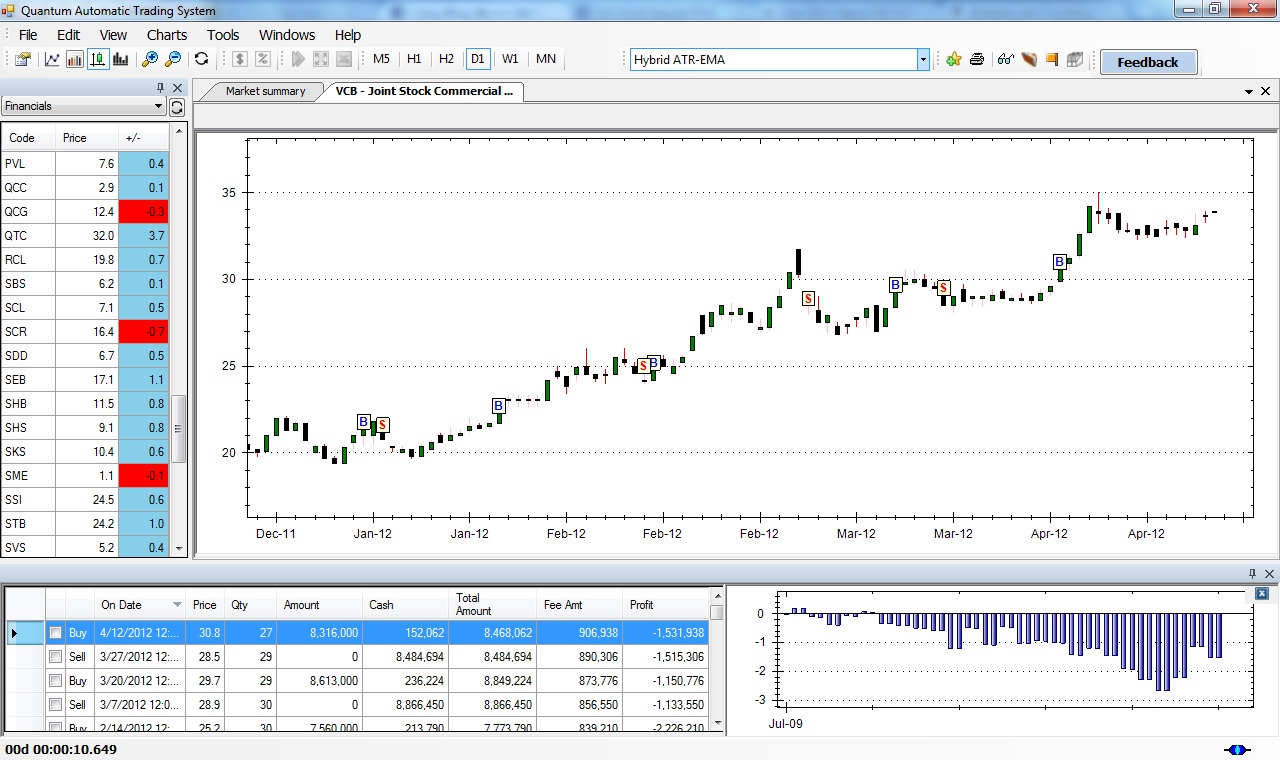 Quantum Automatic Trading System
File Edit View Charts Tools Windows Help
$ % M5 H1 H2 D1 W1 MN Hybrid ATR-EMA Feedback
Financials
Market summary VCB - Joint Stock Commercial ...
Code Price +/-
PVL 7.6 0.4
QCC 2.9 0.1
QCG 12.4 -0.3
QTC 32.0 3.7
RCL 19.8 0.7
SBS 6.2 0.1
SCL 7.1 0.5
SCR 16.4 -0.7
SDD 6.7 0.5
SEB 17.1 1.1
SHB 11.5 0.8
SHS 9.1 0.8
SKS 10.4 0.6
SME 1.1 -0.1
SSI 24.5 0.6
STB 24.2 1.0
SVS 5.2 0.4
35
30
25
20
B S B S B S B S B
Dec-11 Jan-12 Jan-12 Feb-12 Feb-12 Feb-12 Mar-12 Mar-12 Apr-12 Apr-12
On Date Price Qty Amount Cash Total Amount Fee Amt Profit
Buy 4/12/2012 12:... 30.8 27 8,316,000 152,062 8,468,062 906,938 -1,531,938
Sell 3/27/2012 12:... 28.5 29 0 8,484,694 8,484,694 890,306 -1,515,306
Buy 3/20/2012 12:... 29.7 29 8,613,000 236,224 8,849,224 873,776 -1,150,776
Sell 3/7/2012 12:0... 28.9 30 0 8,866,450 8,866,450 856,550 -1,133,550
Buy 2/14/2012 12:... 25.2 30 7,560,000 213,790 7,773,790 839,210 -2,226,210
0
-1
-2
-3
Jul-09
00d 00:00:10.649